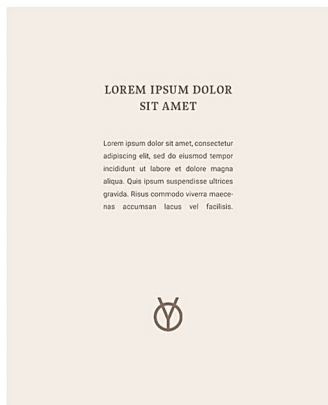 LOREM IPSUM DOLOR
SIT AMET
Lorem ipsum dolor sit amet, consectetur
adipiscing elit, sed do eiusmod tempor
incididunt ut labore et dolore magna
aliqua. Quis ipsum suspendisse ultrices
gravida. Risus commodo viverra maece-
nas accumsan lacus vel facilisis.